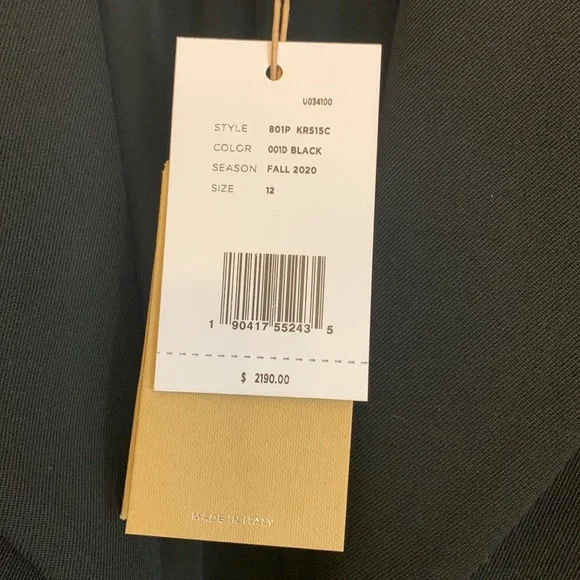 U034100
STYLE 801P KR515C
COLOR 001D BLACK
SEASON FALL 2020
SIZE 12
1 90417 55243 5
$ 2190.00
MADE IN ITALY